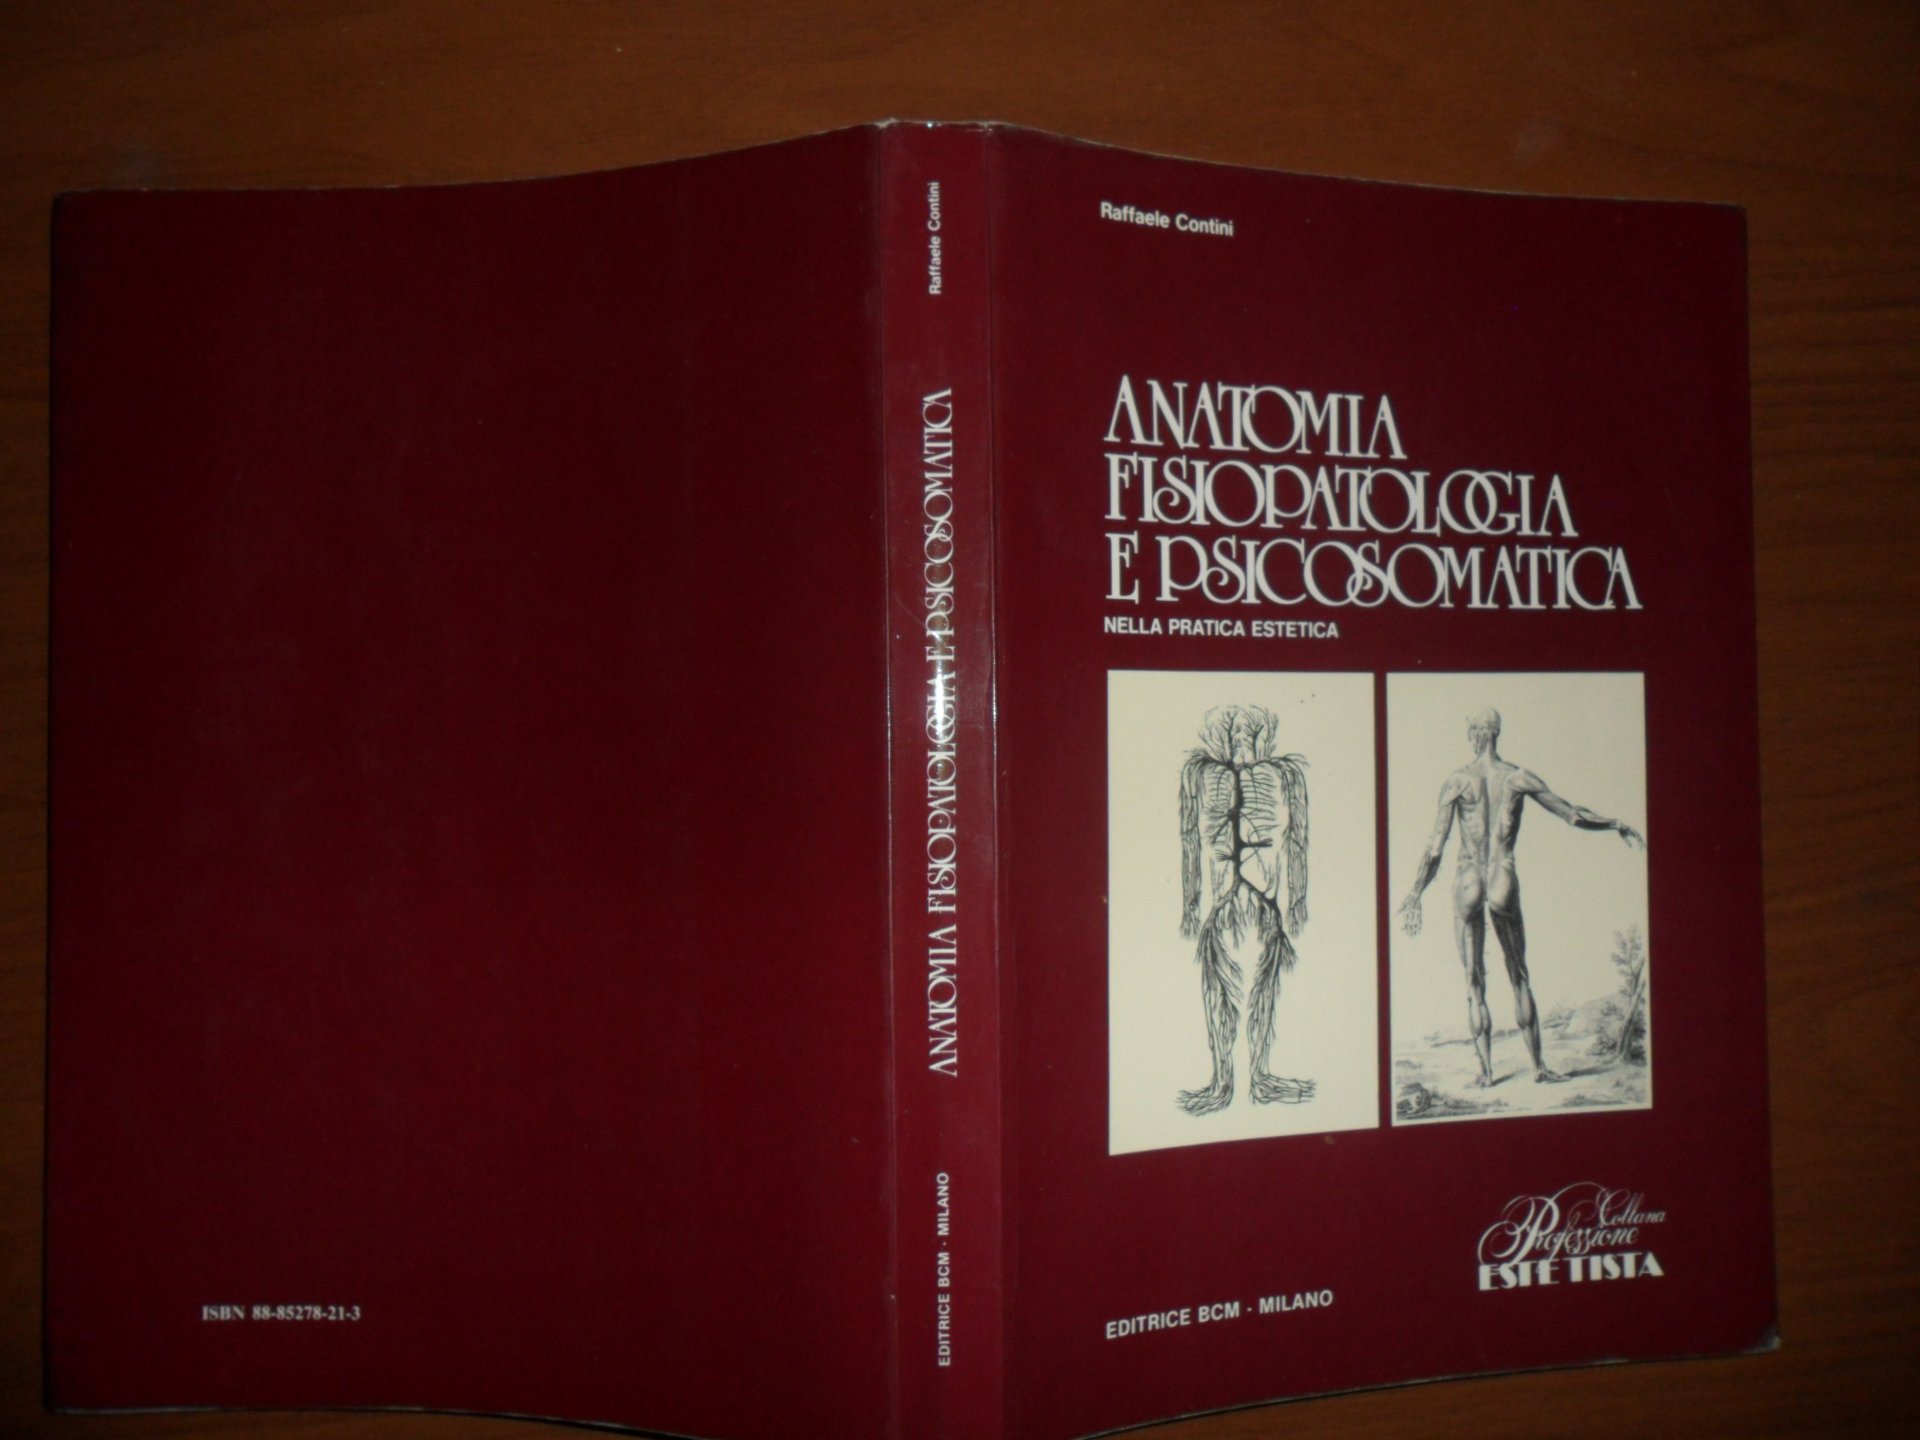 Raffaele Contini
ANATOMIA
FISIOPATOLOGIA
E PSICOSOMATICA
NELLA PRATICA ESTETICA
Collana
Professione
ESTETISTA
EDITRICE BCM - MILANO
Raffaele Contini
ANATOMIA FISIOPATOLOGIA E PSICOSOMATICA
EDITRICE BCM - MILANO
ISBN 88-85278-21-3